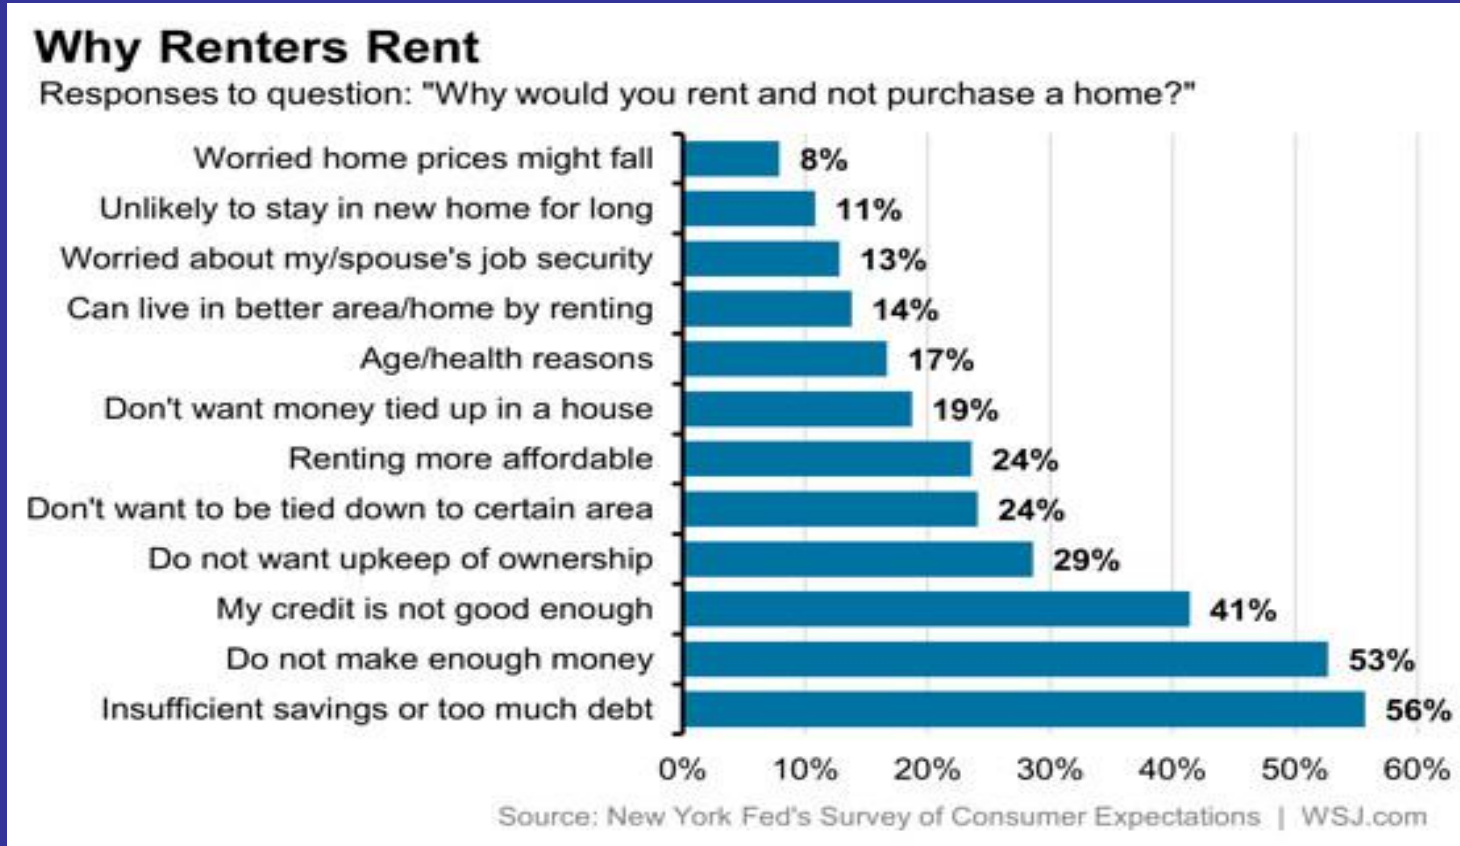 Why Renters Rent
Responses to question: "Why would you rent and not purchase a home?"
Worried home prices might fall 8%
Unlikely to stay in new home for long 11%
Worried about my/spouse's job security 13%
Can live in better area/home by renting 14%
Age/health reasons 17%
Don't want money tied up in a house 19%
Renting more affordable 24%
Don't want to be tied down to certain area 24%
Do not want upkeep of ownership 29%
My credit is not good enough 41%
Do not make enough money 53%
Insufficient savings or too much debt 56%
0% 10% 20% 30% 40% 50% 60%
Source: New York Fed's Survey of Consumer Expectations | WSJ.com